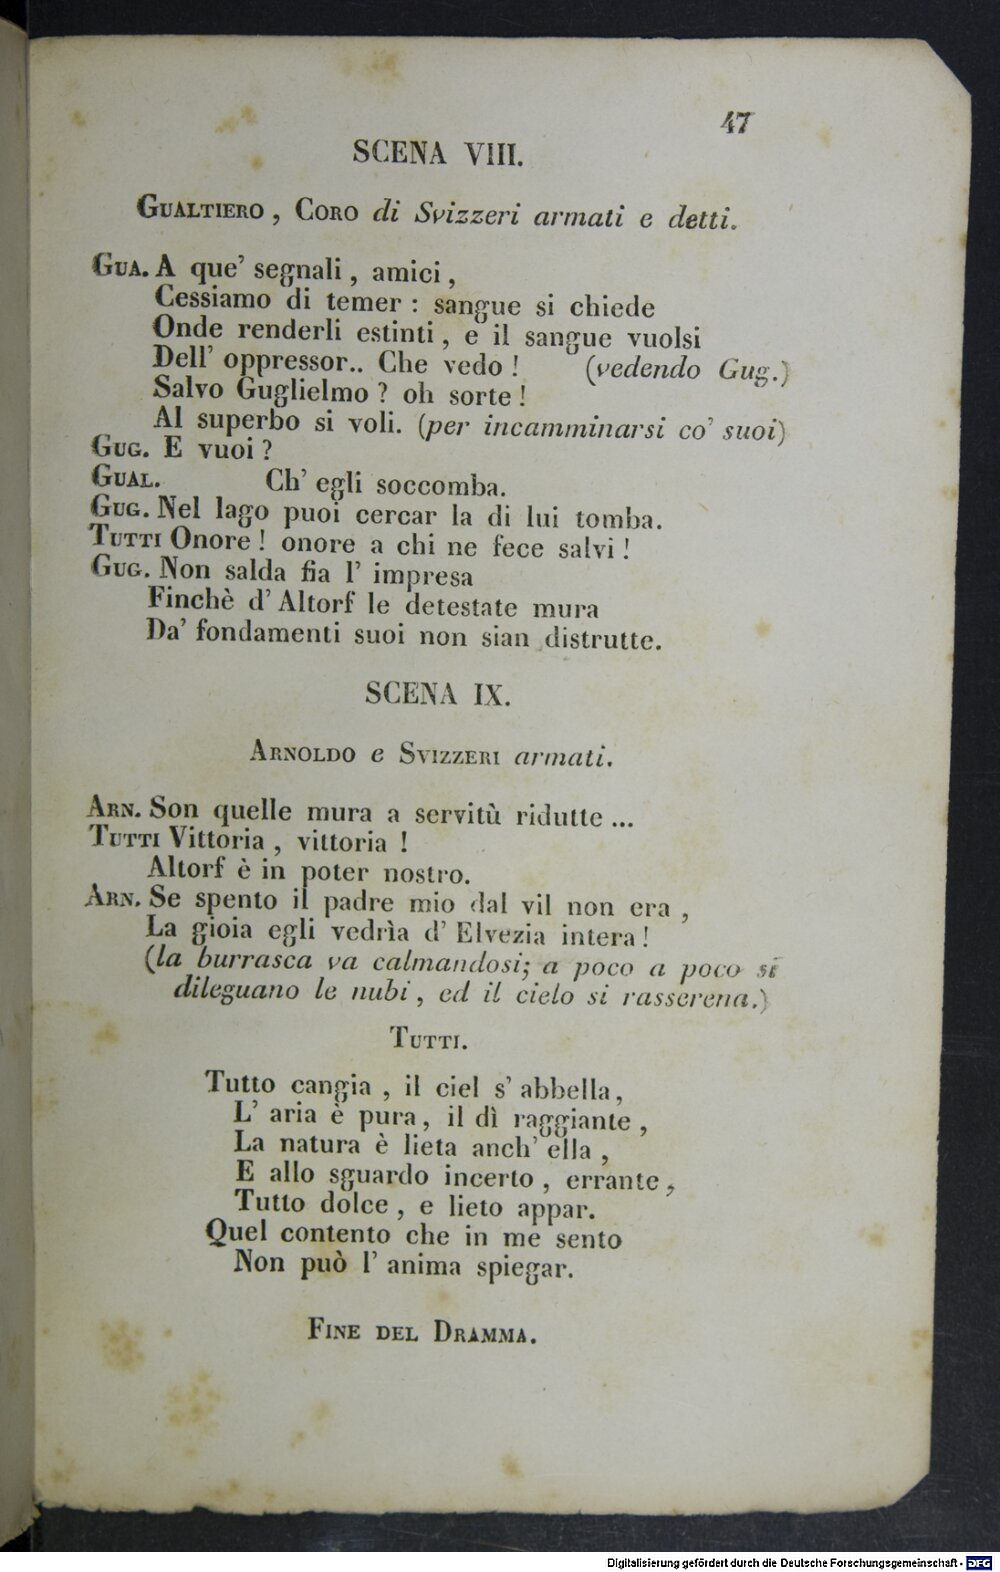 47
SCENA VIII.
GUALTIERO, CORO di Svizzeri armati e detti.
GUA. A que' segnali, amici,
Cessiamo di temer: sangue si chiede
Onde renderli estinti, e il sangue vuolsi
Dell' oppressor.. Che vedo! (vedendo Gug.)
Salvo Guglielmo? oh sorte!
Al superbo si voli. (per incamminarsi co' suoi)
GUG. E vuoi?
GUAL. Ch' egli soccomba.
GUG. Nel lago puoi cercar la di lui tomba.
TUTTI Onore! onore a chi ne fece salvi!
GUG. Non salda fia l' impresa
Finchè d' Altorf le detestate mura
Da' fondamenti suoi non sian distrutte.
SCENA IX.
ARNOLDO e SVIZZERI armati.
ARN. Son quelle mura a servitù ridutte...
TUTTI Vittoria, vittoria!
Altorf è in poter nostro.
ARN. Se spento il padre mio dal vil non era,
La gioia egli vedrìa d' Elvezia intera!
(la burrasca va calmandosi; a poco a poco si
dileguano le nubi, ed il cielo si rasserena.)
TUTTI.
Tutto cangia, il ciel s' abbella,
L' aria è pura, il dì raggiante,
La natura è lieta anch' ella,
E allo sguardo incerto, errante,
Tutto dolce, e lieto appar.
Quel contento che in me sento
Non può l' anima spiegar.
FINE DEL DRAMMA.
Digitalisierung gefördert durch die Deutsche Forschungsgemeinschaft - DFG